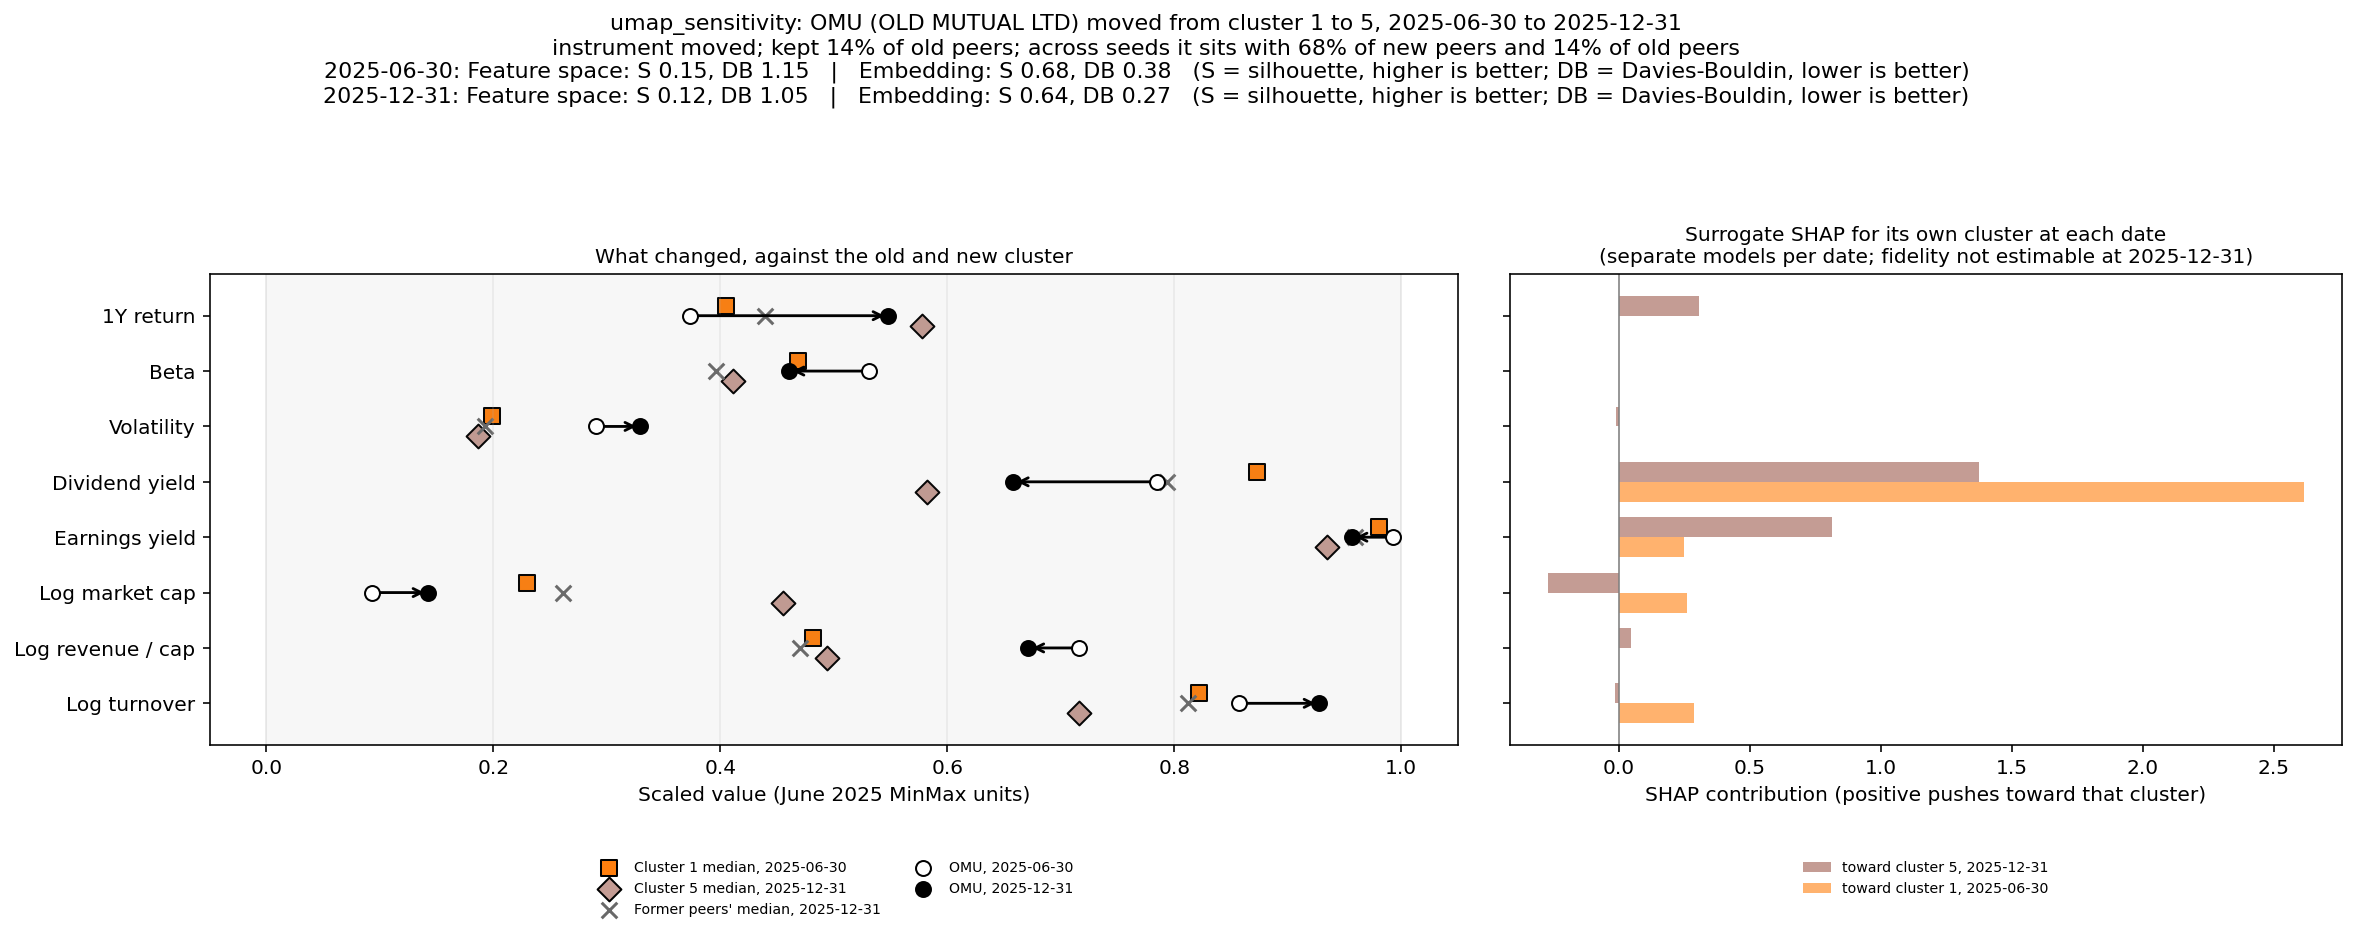 umap_sensitivity: OMU (OLD MUTUAL LTD) moved from cluster 1 to 5, 2025-06-30 to 2025-12-31
instrument moved; kept 14% of old peers; across seeds it sits with 68% of new peers and 14% of old peers
2025-06-30: Feature space: S 0.15, DB 1.15 | Embedding: S 0.68, DB 0.38 (S = silhouette, higher is better; DB = Davies-Bouldin, lower is better)
2025-12-31: Feature space: S 0.12, DB 1.05 | Embedding: S 0.64, DB 0.27 (S = silhouette, higher is better; DB = Davies-Bouldin, lower is better)
What changed, against the old and new cluster
1Y return
Beta
Volatility
Dividend yield
Earnings yield
Log market cap
Log revenue / cap
Log turnover
0.0 0.2 0.4 0.6 0.8 1.0
Scaled value (June 2025 MinMax units)
Cluster 1 median, 2025-06-30
Cluster 5 median, 2025-12-31
Former peers' median, 2025-12-31
OMU, 2025-06-30
OMU, 2025-12-31
Surrogate SHAP for its own cluster at each date
(separate models per date; fidelity not estimable at 2025-12-31)
0.0 0.5 1.0 1.5 2.0 2.5
SHAP contribution (positive pushes toward that cluster)
toward cluster 5, 2025-12-31
toward cluster 1, 2025-06-30